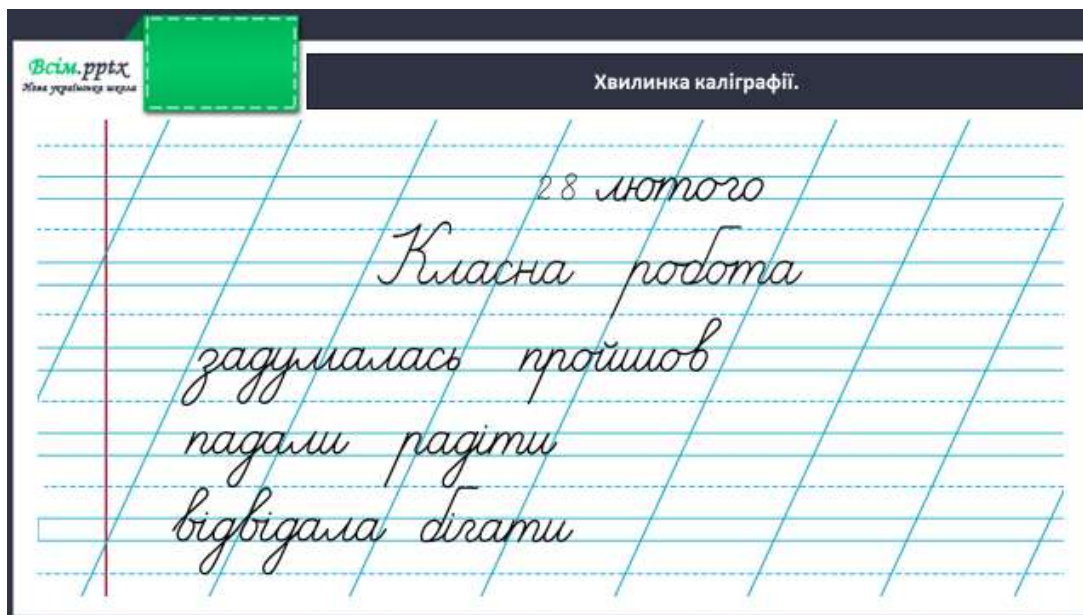 Всім.pptx
Нова українська школа
Хвилинка каліграфії.
28 лютого
Класна робота
задумалась пройшов
падали радіти
відвідала бігати